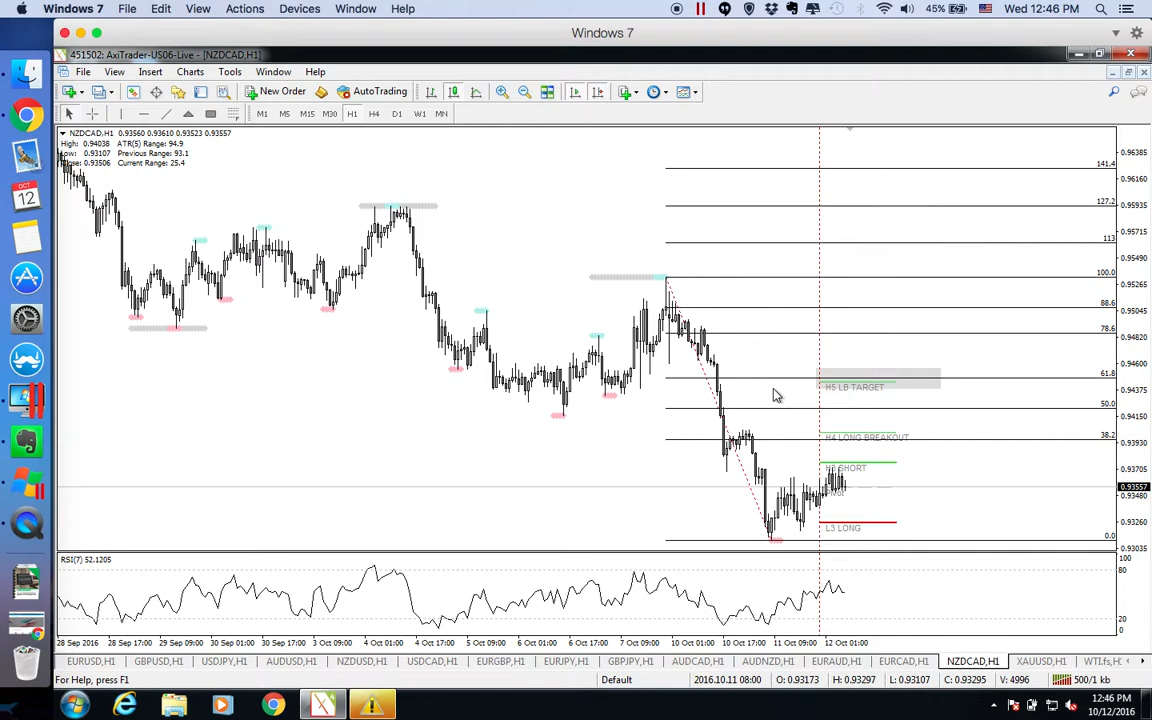 Windows 7 File Edit View Actions Devices Window Help 45% Wed 12:46 PM
Windows 7
451502: AxiTrader-US06-Live - [NZDCAD,H1]
File View Insert Charts Tools Window Help
New Order AutoTrading
M1 M5 M15 M30 H1 H4 D1 W1 MN
NZDCAD,H1 0.93560 0.93610 0.93523 0.93557
High: 0.94038 ATR(5) Range: 94.9
Low: 0.93107 Previous Range: 93.1
Close: 0.93506 Current Range: 25.4
0.96385
141.4
0.96160
127.2
0.95935
0.95715
113
0.95490
100.0
0.95265
88.6
0.95045
78.6
0.94820
0.94600
61.8
H5 LB TARGET
0.94375
50.0
0.94150
H4 LONG BREAKOUT
38.2
0.93930
H3 SHORT
0.93705
0.93557
Pivot
0.93480
L3 LONG
0.93260
0.0
0.93035
RSI(7) 52.1205
100
80
20
0
28 Sep 2016 28 Sep 17:00 29 Sep 09:00 30 Sep 01:00 30 Sep 17:00 3 Oct 09:00 4 Oct 01:00 4 Oct 17:00 5 Oct 09:00 6 Oct 01:00 6 Oct 17:00 7 Oct 09:00 10 Oct 01:00 10 Oct 17:00 11 Oct 09:00 12 Oct 01:00
EURUSD,H1 GBPUSD,H1 USDJPY,H1 AUDUSD,H1 NZDUSD,H1 USDCAD,H1 EURGBP,H1 EURJPY,H1 GBPJPY,H1 AUDCAD,H1 AUDNZD,H1 EURAUD,H1 EURCAD,H1 NZDCAD,H1 XAUUSD,H1 WTI.fs,H
For Help, press F1 Default 2016.10.11 08:00 O: 0.93173 H: 0.93297 L: 0.93107 C: 0.93295 V: 4996 500/1 kb
12:46 PM
10/12/2016
OCT
12